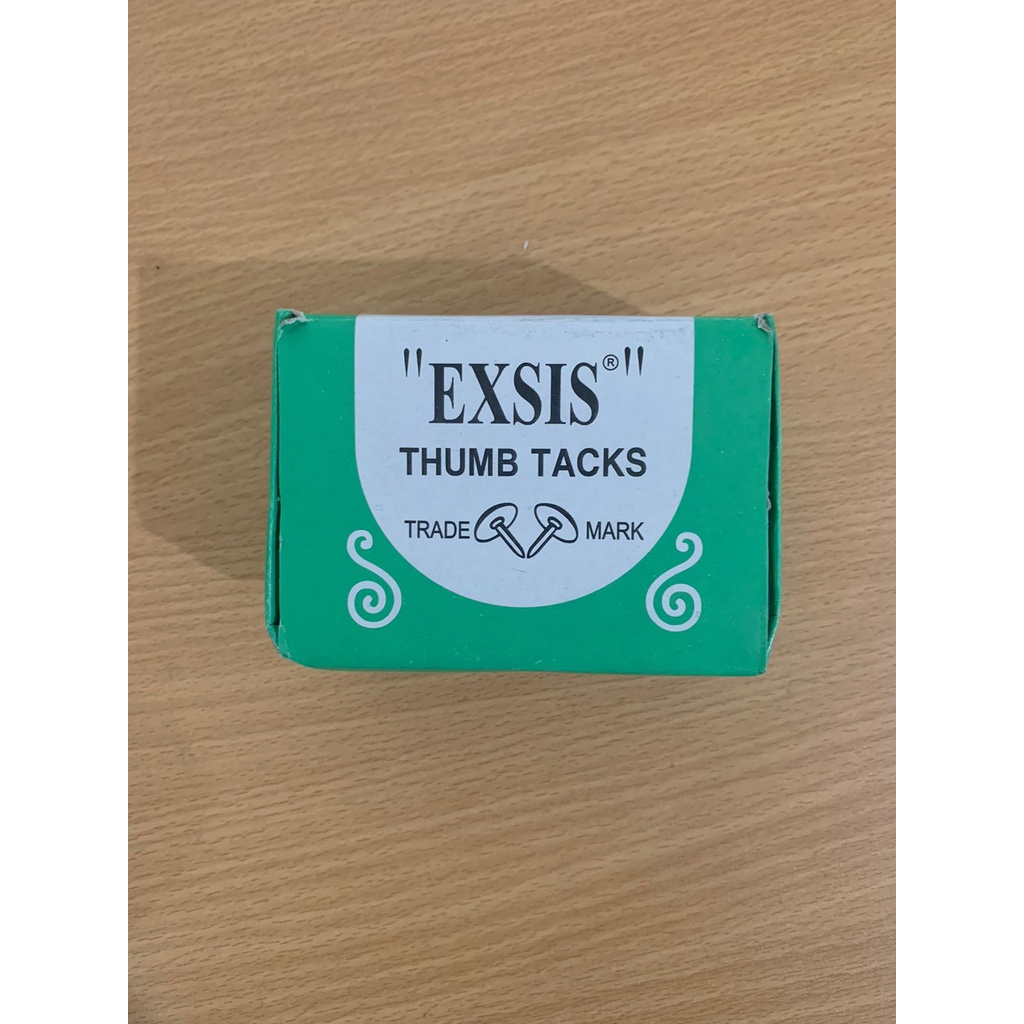 "EXSIS®"
THUMB TACKS
TRADE MARK